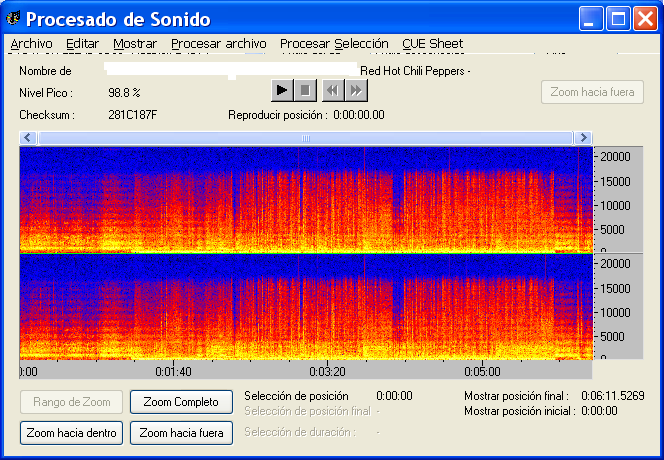 Procesado de Sonido
Archivo Editar Mostrar Procesar archivo Procesar Selección CUE Sheet
Nombre de Red Hot Chili Peppers -
Nivel Pico : 98.8 %
Zoom hacia fuera
Checksum : 281C187F Reproducir posición : 0:00:00.00
20000
15000
10000
5000
0
20000
15000
10000
5000
0
0:00 0:01:40 0:03:20 0:05:00
Rango de Zoom Zoom Completo Selección de posición 0:00:00 Mostrar posición final : 0:06:11.5269
Selección de posición final - Mostrar posición inicial : 0:00:00
Zoom hacia dentro Zoom hacia fuera Selección de duración : -